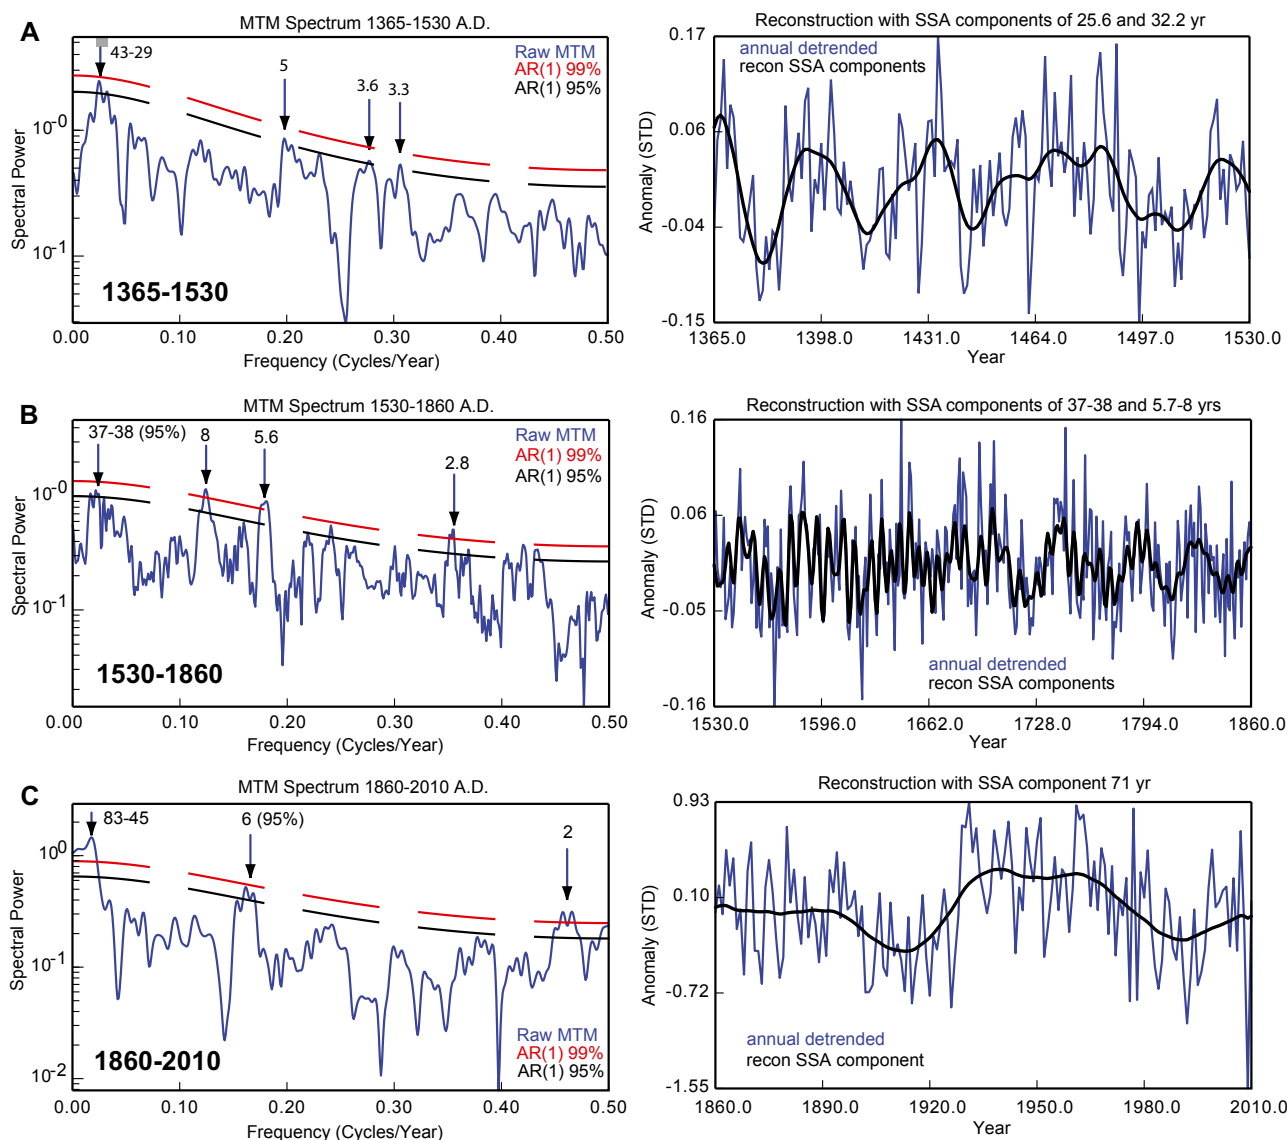 A
MTM Spectrum 1365-1530 A.D.
43-29
5
3.6
3.3
Raw MTM
AR(1) 99%
AR(1) 95%
Spectral Power
10^-0
10^-1
1365-1530
0.00 0.10 0.20 0.30 0.40 0.50
Frequency (Cycles/Year)
Reconstruction with SSA components of 25.6 and 32.2 yr
annual detrended
recon SSA components
Anomaly (STD)
0.17
0.06
-0.04
-0.15
1365.0 1398.0 1431.0 1464.0 1497.0 1530.0
Year
B
MTM Spectrum 1530-1860 A.D.
37-38 (95%)
8
5.6
2.8
Raw MTM
AR(1) 99%
AR(1) 95%
Spectral Power
10^-0
10^-1
1530-1860
0.00 0.10 0.20 0.30 0.40 0.50
Frequency (Cycles/Year)
Reconstruction with SSA components of 37-38 and 5.7-8 yrs
Anomaly (STD)
0.16
0.06
-0.05
-0.16
annual detrended
recon SSA components
1530.0 1596.0 1662.0 1728.0 1794.0 1860.0
Year
C
MTM Spectrum 1860-2010 A.D.
83-45
6 (95%)
2
Spectral Power
10^0
10^-1
10^-2
Raw MTM
AR(1) 99%
AR(1) 95%
1860-2010
0.00 0.10 0.20 0.30 0.40 0.50
Frequency (Cycles/Year)
Reconstruction with SSA component 71 yr
Anomaly (STD)
0.93
0.10
-0.72
-1.55
annual detrended
recon SSA component
1860.0 1890.0 1920.0 1950.0 1980.0 2010.0
Year